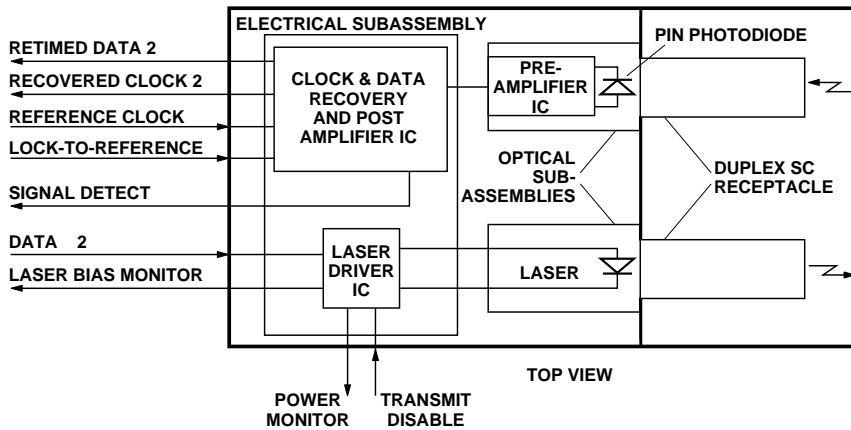 ELECTRICAL SUBASSEMBLY
RETIMED DATA 2
RECOVERED CLOCK 2
REFERENCE CLOCK
LOCK-TO-REFERENCE
SIGNAL DETECT
DATA 2
LASER BIAS MONITOR
CLOCK & DATA
RECOVERY
AND POST
AMPLIFIER IC
LASER
DRIVER
IC
POWER
MONITOR
TRANSMIT
DISABLE
PRE-
AMPLIFIER
IC
PIN PHOTODIODE
OPTICAL
SUB-
ASSEMBLIES
DUPLEX SC
RECEPTACLE
LASER
TOP VIEW